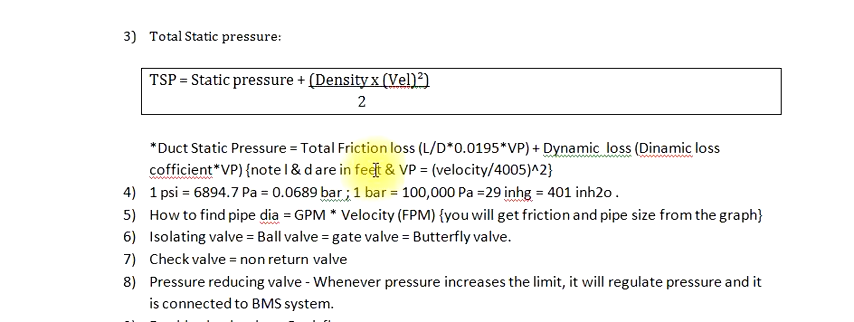 3) Total Static pressure:
TSP = Static pressure + (Density x (Vel)²)
2
*Duct Static Pressure = Total Friction loss (L/D*0.0195*VP) + Dynamic loss (Dinamic loss
cofficient*VP) {note l & d are in feet & VP = (velocity/4005)^2}
4) 1 psi = 6894.7 Pa = 0.0689 bar ; 1 bar = 100,000 Pa =29 inhg = 401 inh2o .
5) How to find pipe dia = GPM * Velocity (FPM) {you will get friction and pipe size from the graph}
6) Isolating valve = Ball valve = gate valve = Butterfly valve.
7) Check valve = non return valve
8) Pressure reducing valve - Whenever pressure increases the limit, it will regulate pressure and it
is connected to BMS system.